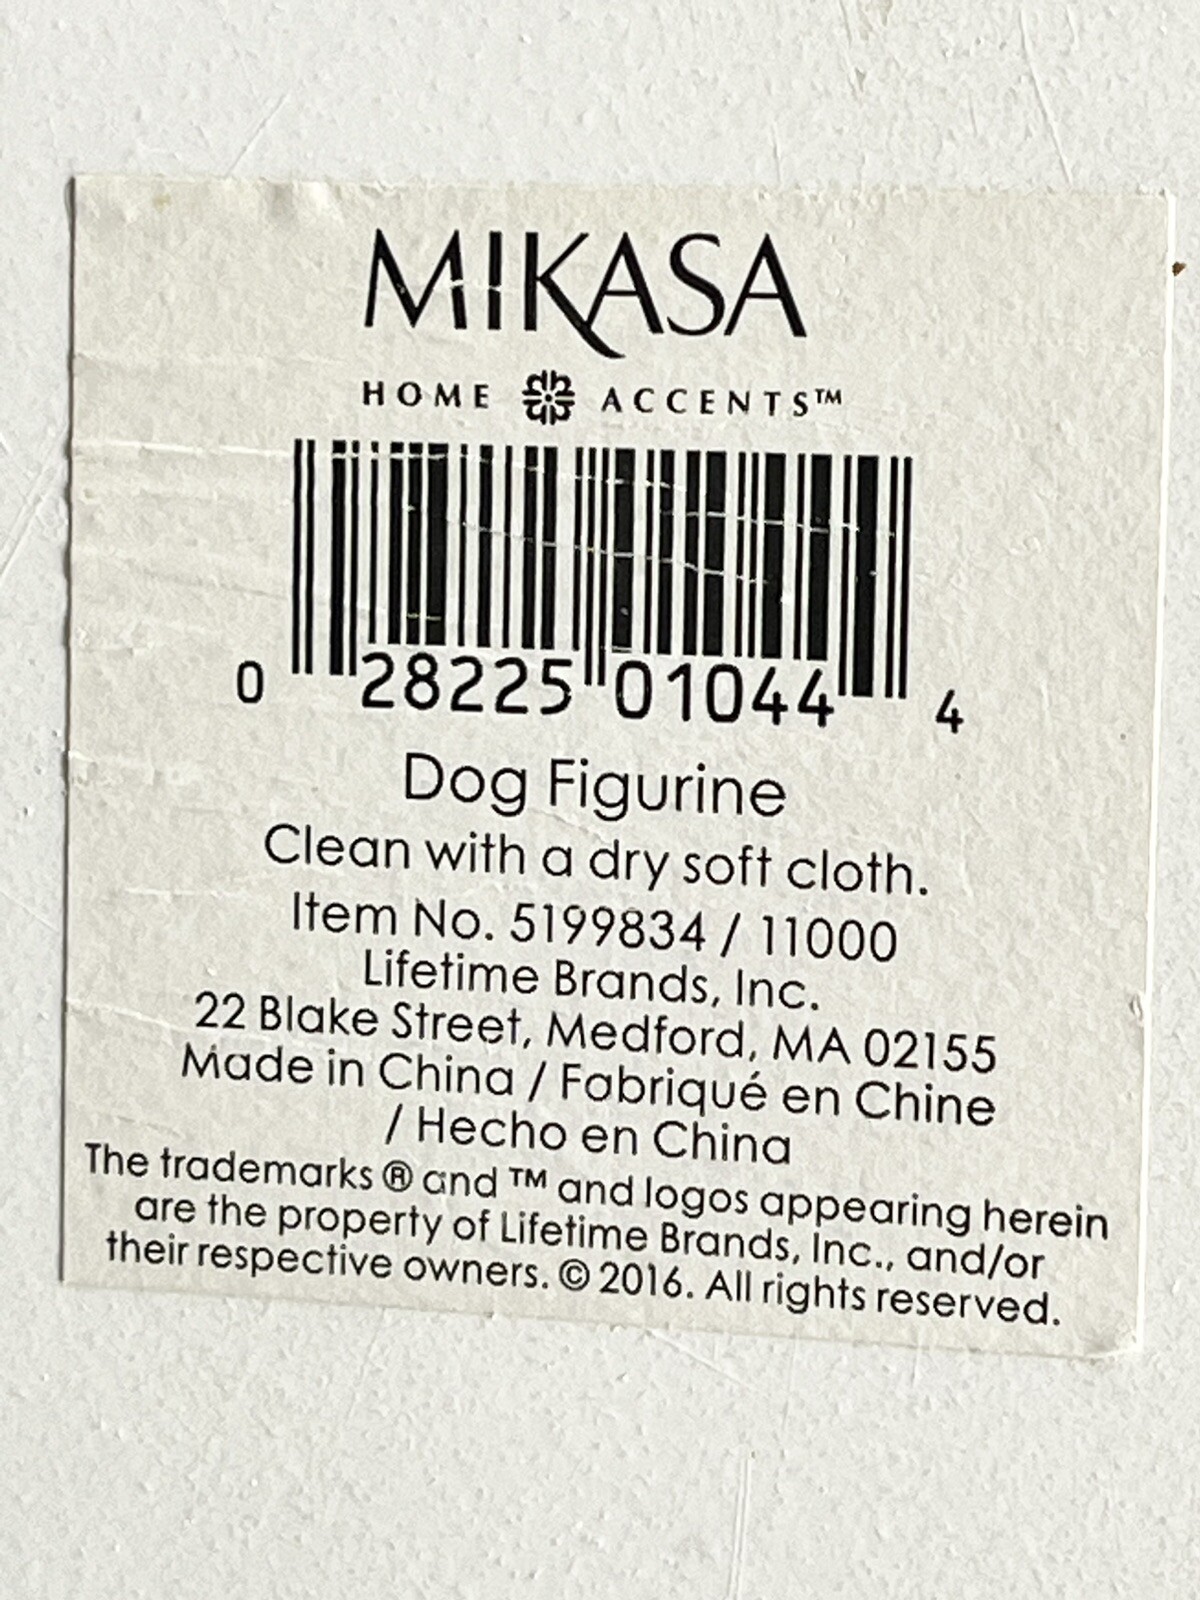 MIKASA
HOME ACCENTS™
0 28225 01044 4
Dog Figurine
Clean with a dry soft cloth.
Item No. 5199834 / 11000
Lifetime Brands, Inc.
22 Blake Street, Medford, MA 02155
Made in China / Fabriqué en Chine
/ Hecho en China
The trademarks ® and ™ and logos appearing herein
are the property of Lifetime Brands, Inc., and/or
their respective owners. © 2016. All rights reserved.